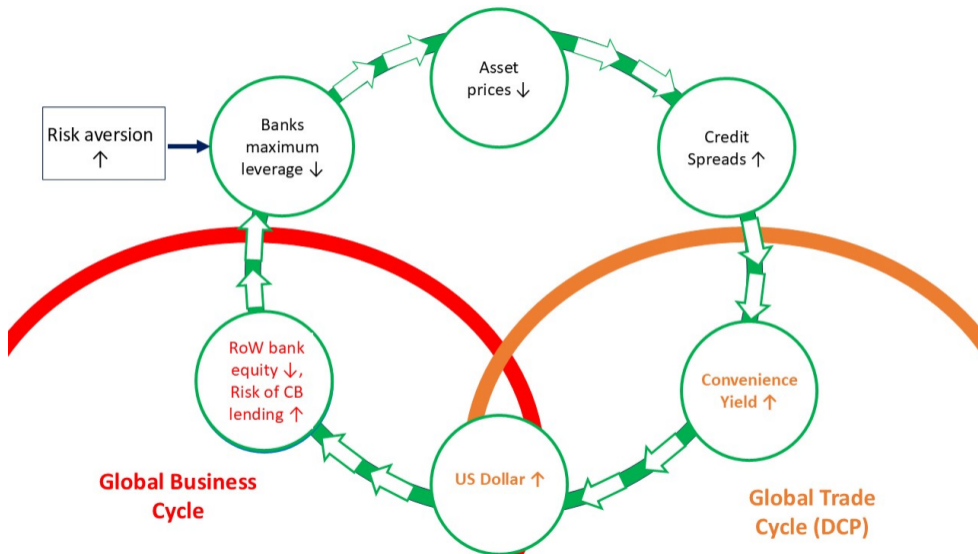 Asset
prices ↓
Risk aversion
↑
Banks
maximum
leverage ↓
Credit
Spreads ↑
RoW bank
equity ↓,
Risk of CB
lending ↑
Convenience
Yield ↑
US Dollar ↑
Global Business
Cycle
Global Trade
Cycle (DCP)